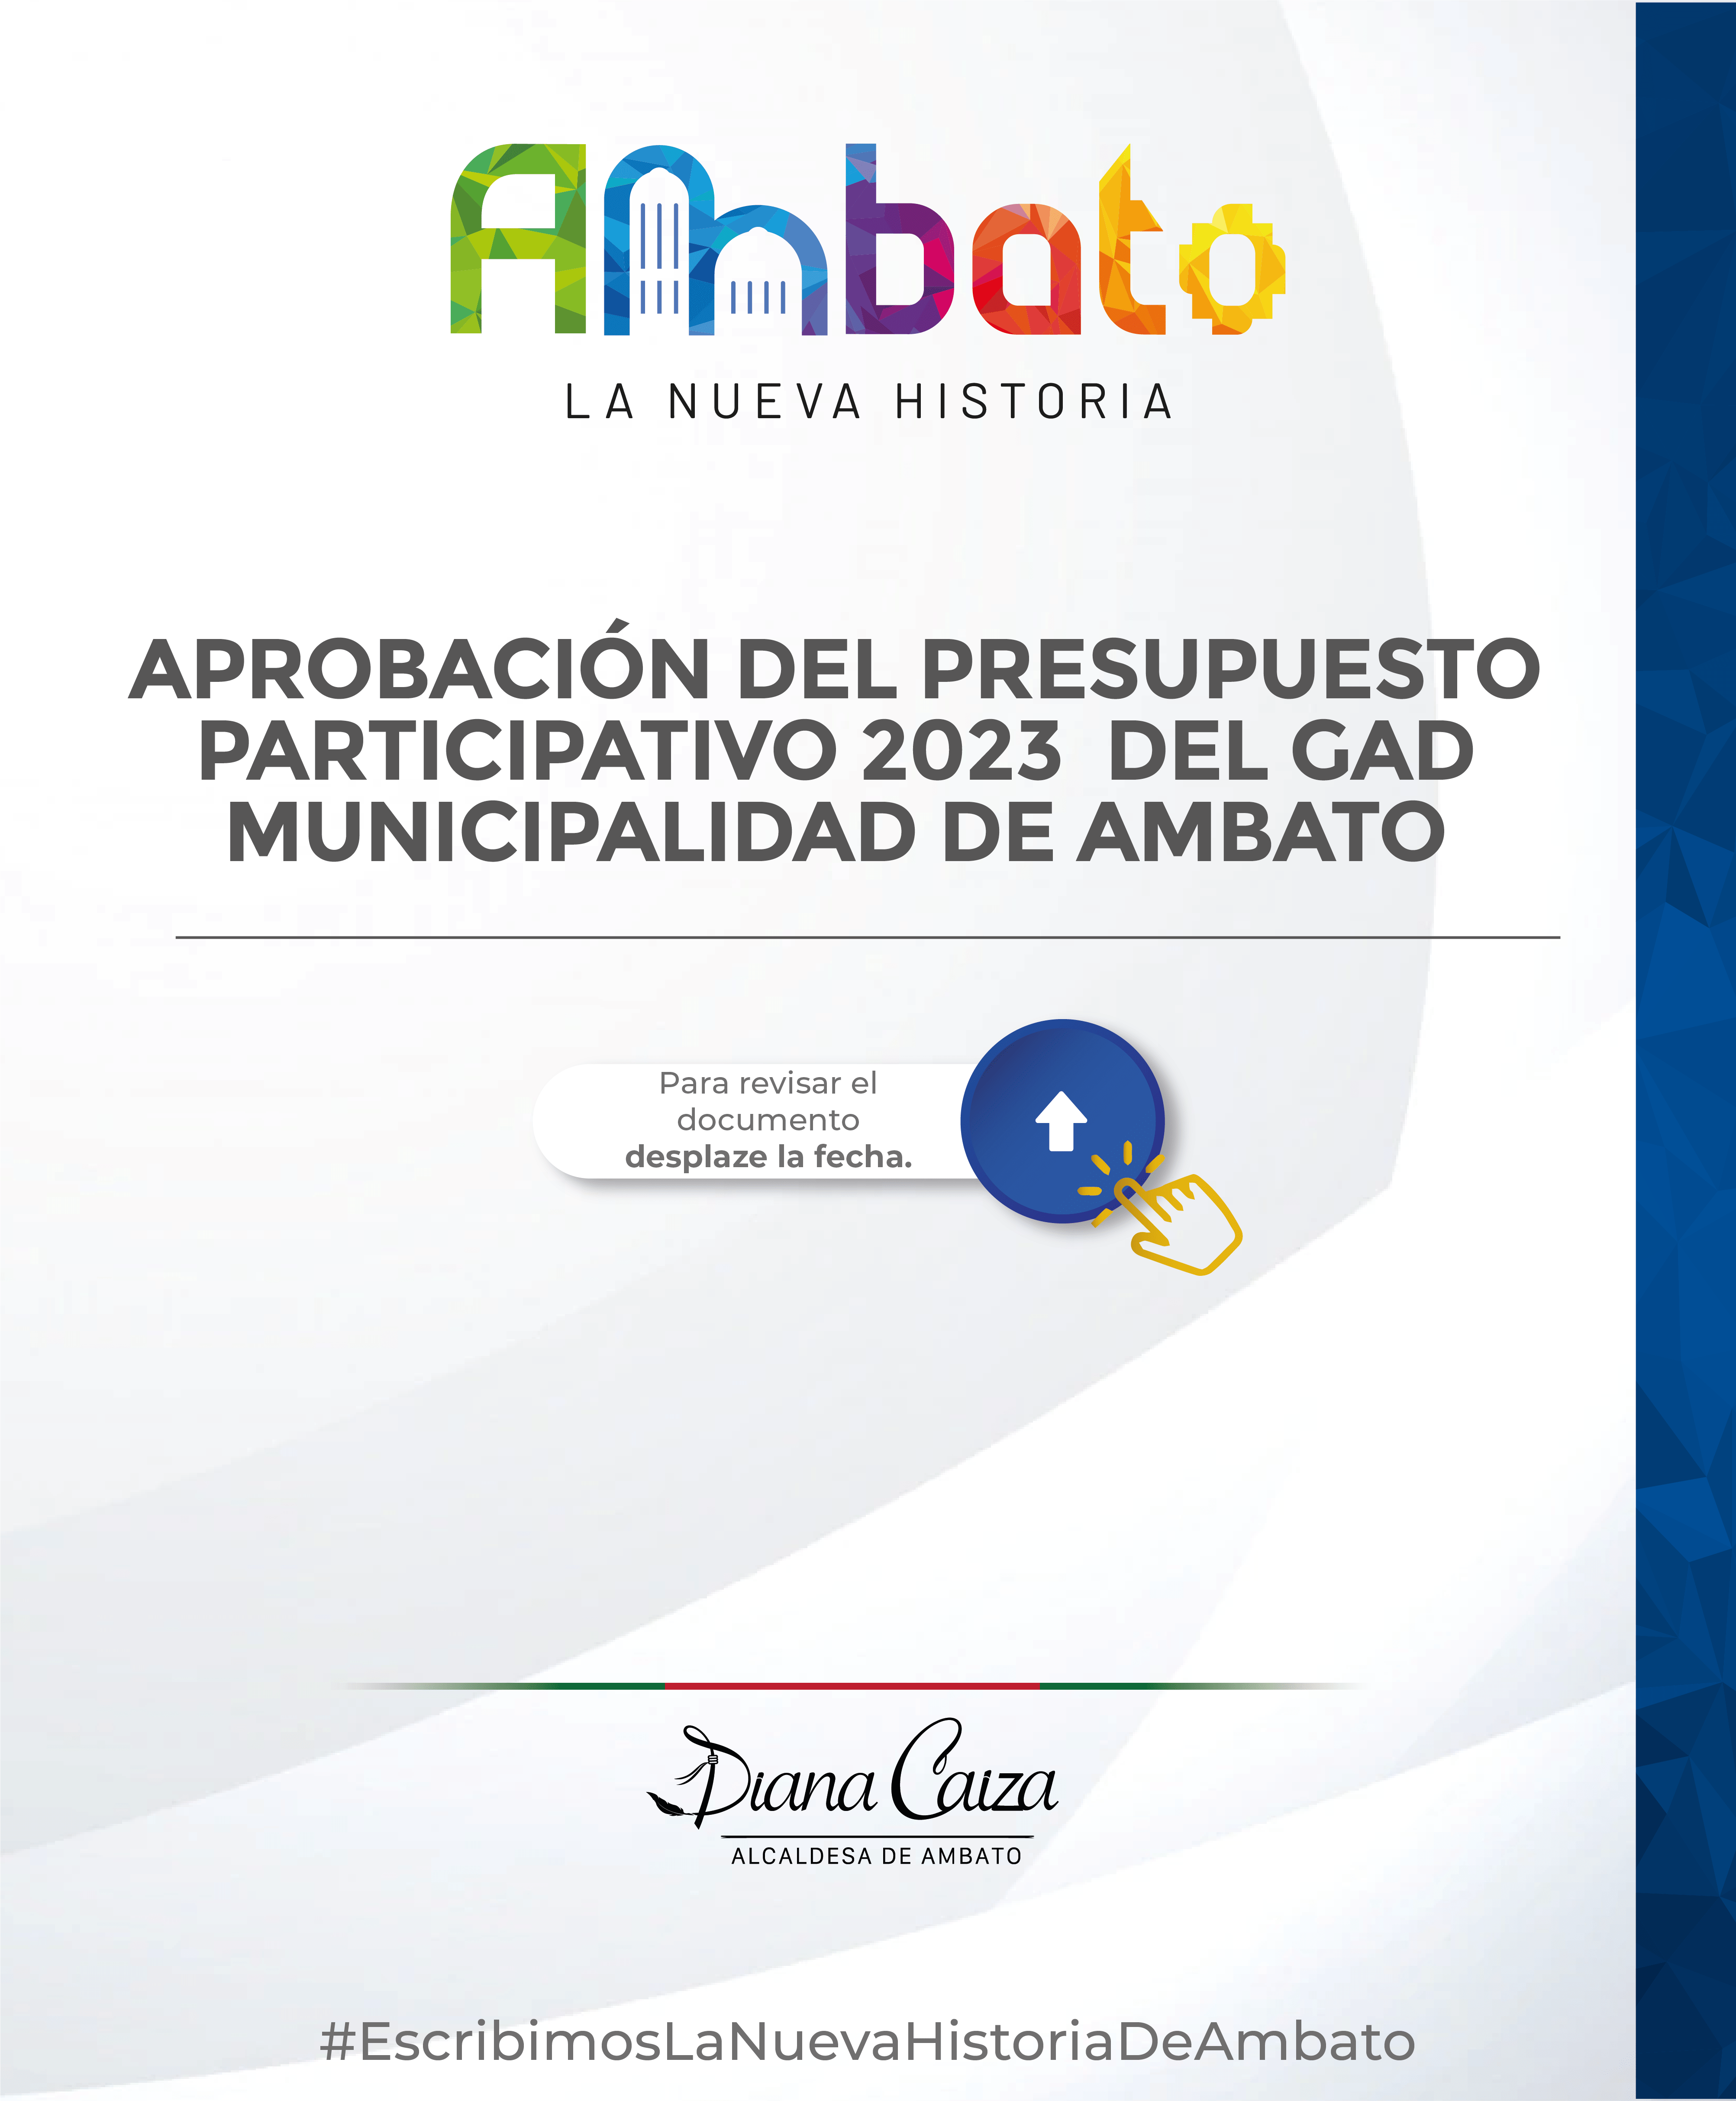 Ambato
LA NUEVA HISTORIA
APROBACIÓN DEL PRESUPUESTO
PARTICIPATIVO 2023 DEL GAD
MUNICIPALIDAD DE AMBATO
Para revisar el
documento
desplaze la fecha.
Diana Caiza
ALCALDESA DE AMBATO
#EscribimosLaNuevaHistoriaDeAmbato